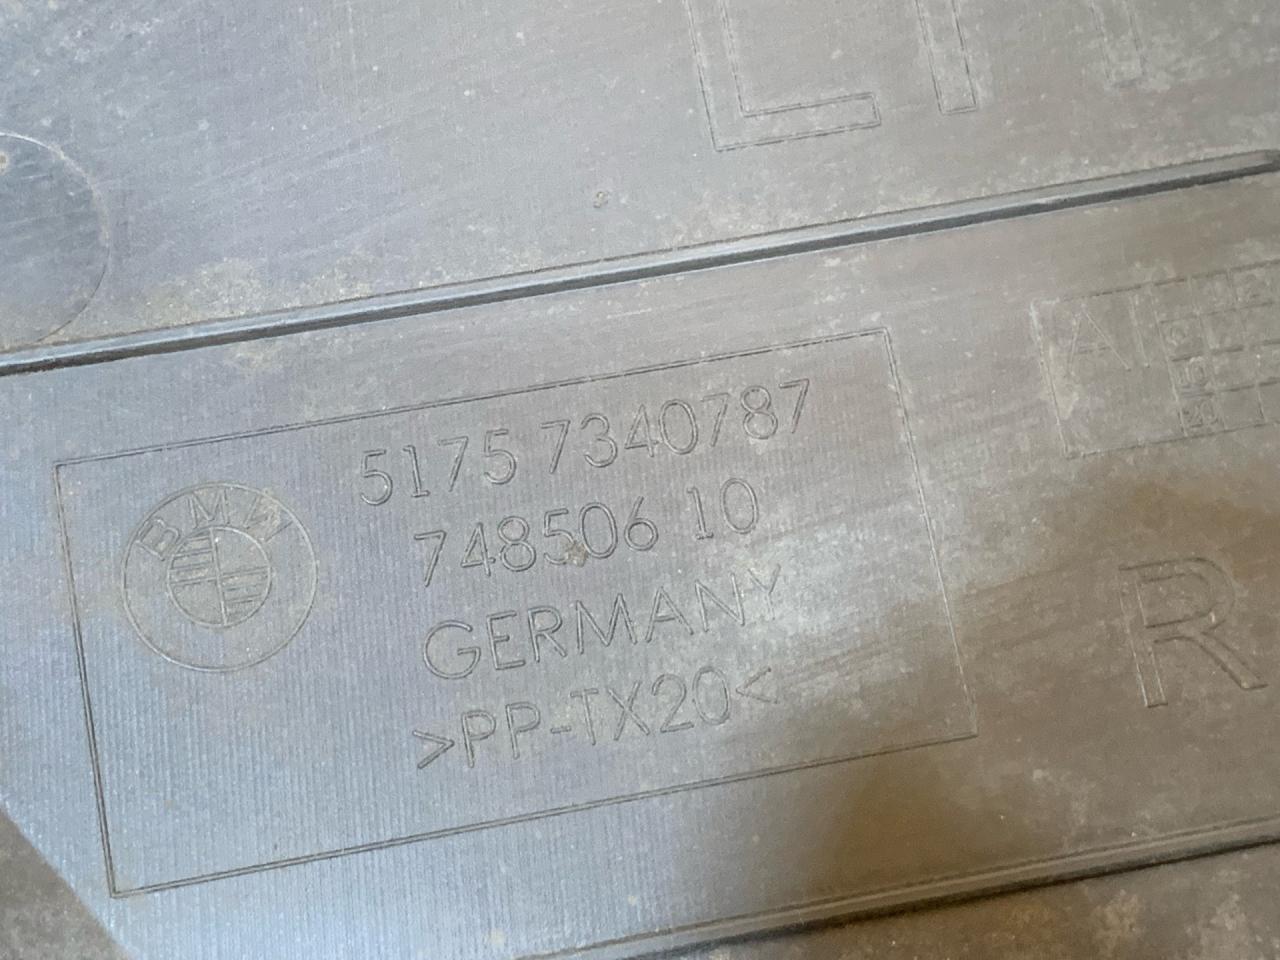 BMW
5175 7340787
748506 10
GERMANY
>PP-TX20<
A
R